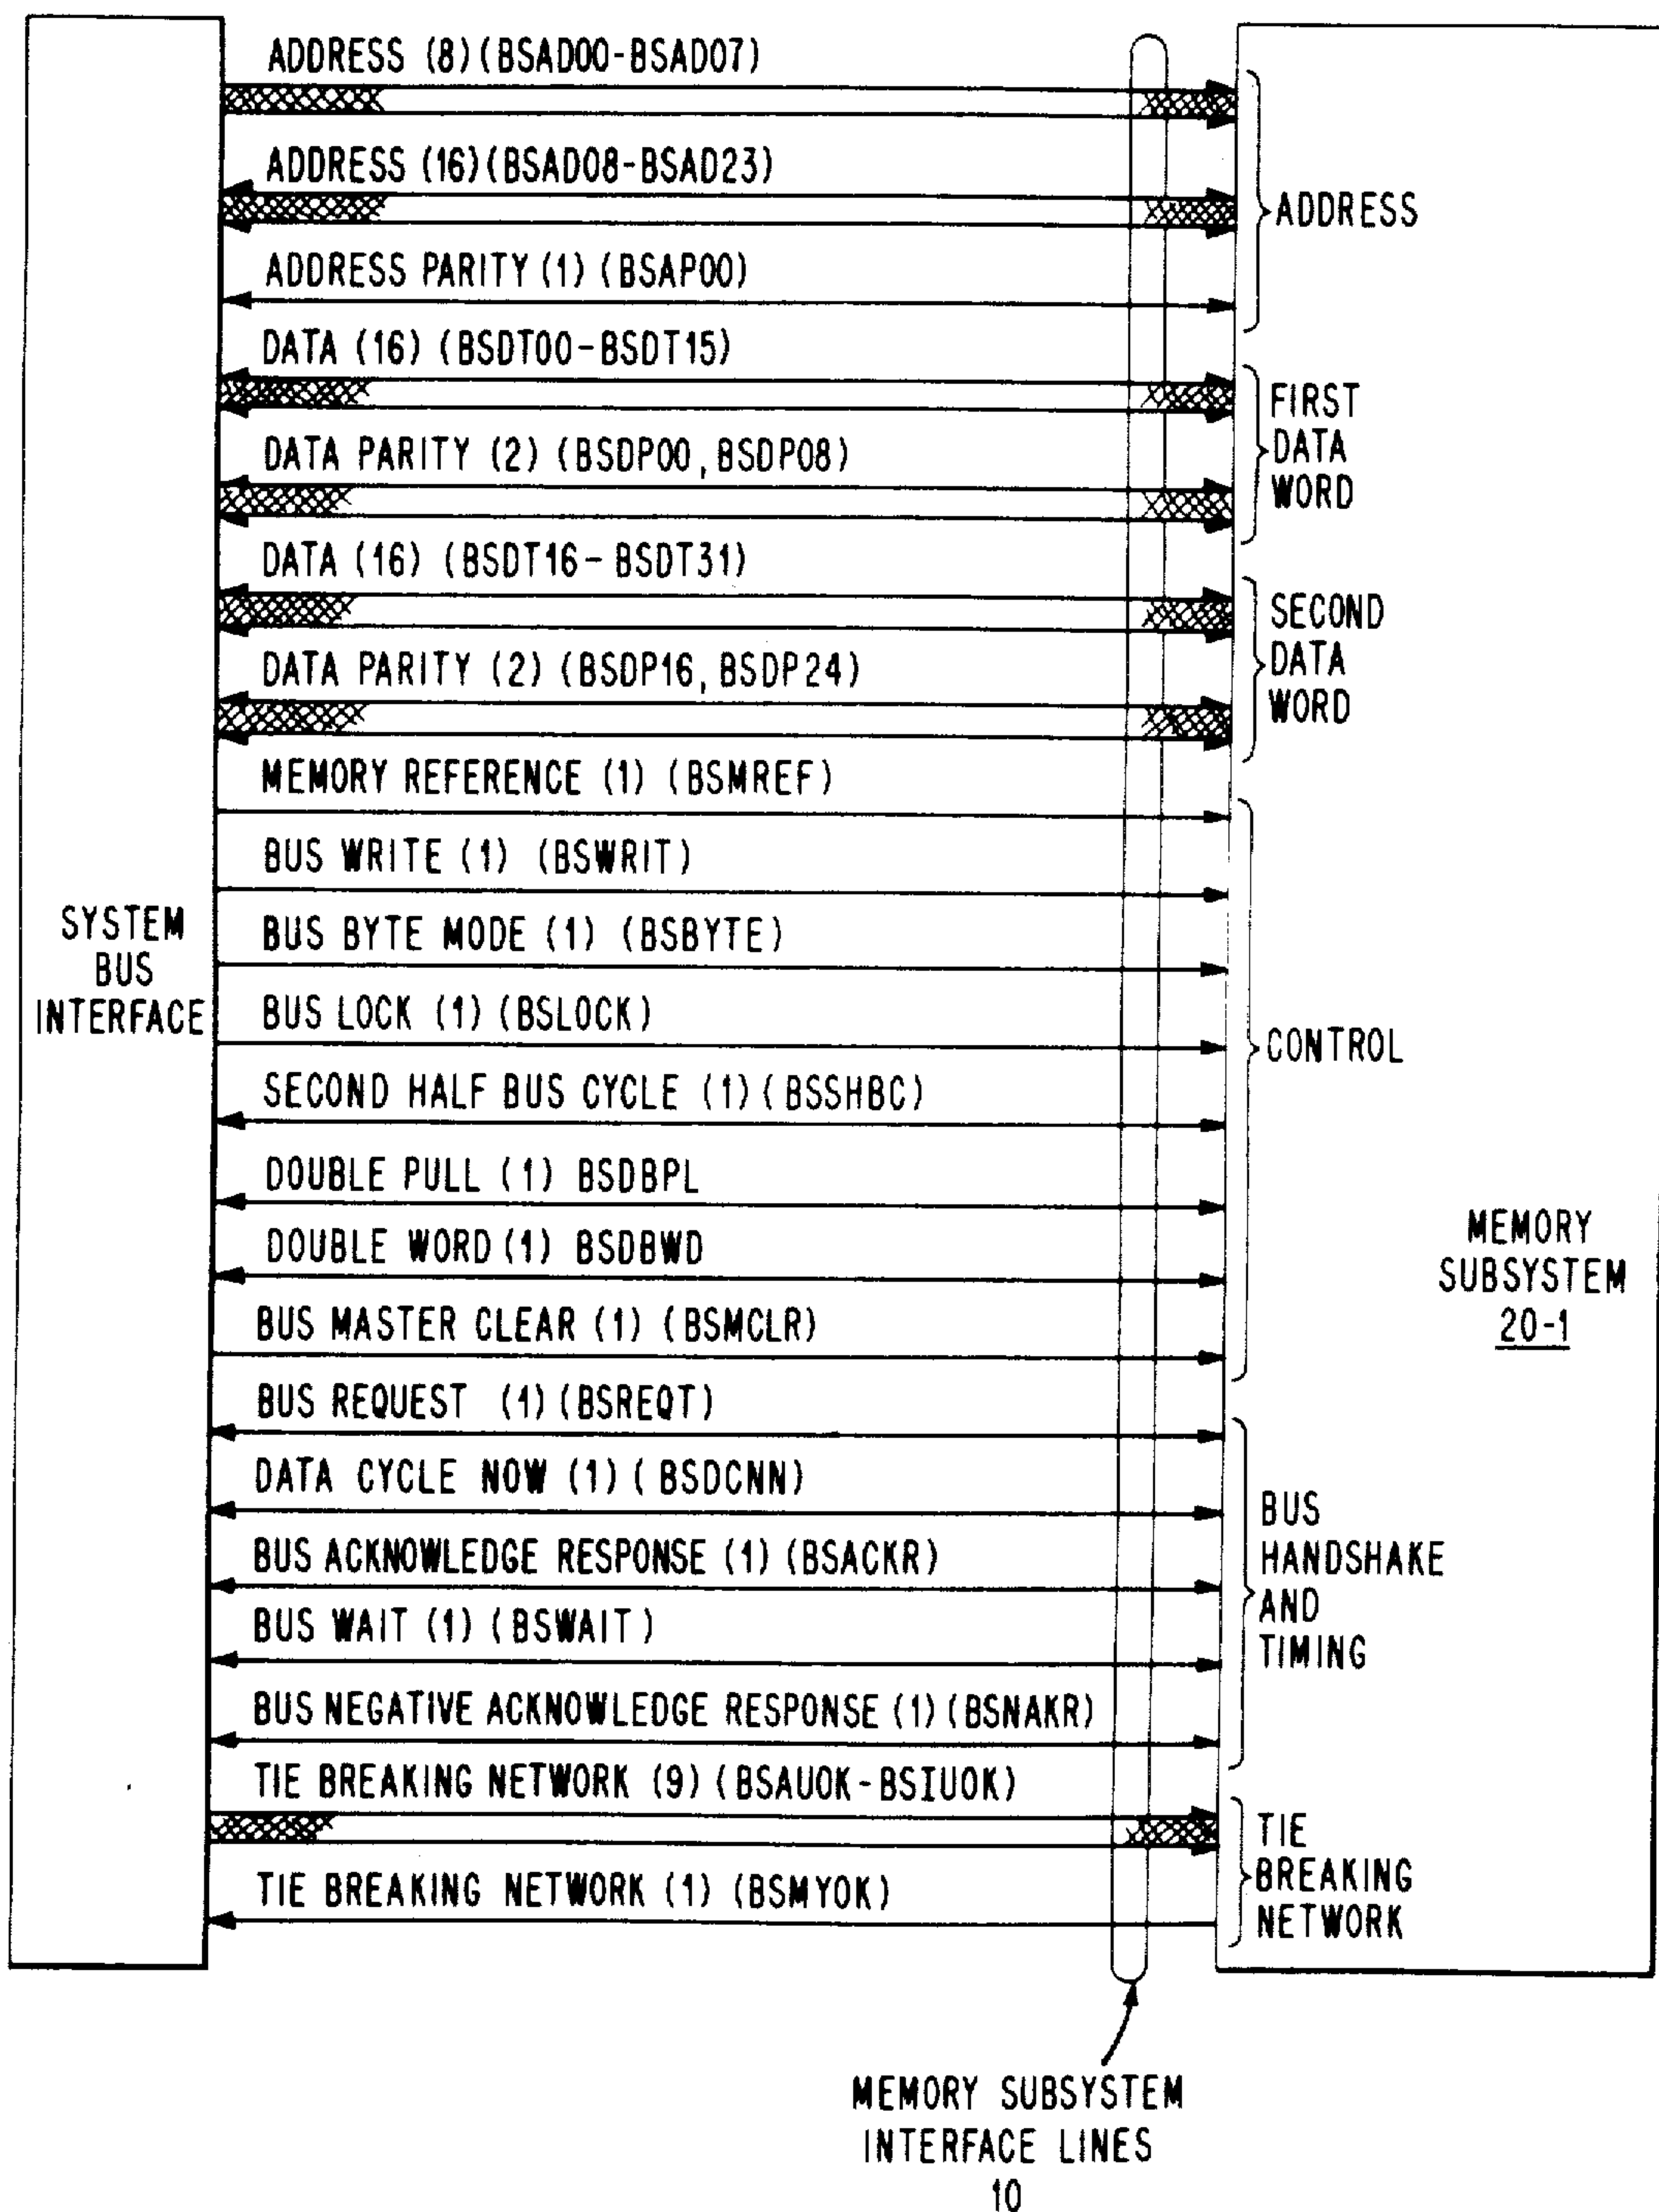 ADDRESS (8) (BSAD00-BSAD07)
ADDRESS (16) (BSAD08-BSAD23)
ADDRESS PARITY (1) (BSAP00)
ADDRESS
DATA (16) (BSDT00-BSDT15)
DATA PARITY (2) (BSDP00, BSDP08)
FIRST
DATA
WORD
DATA (16) (BSDT16-BSDT31)
DATA PARITY (2) (BSDP16, BSDP24)
SECOND
DATA
WORD
MEMORY REFERENCE (1) (BSMREF)
BUS WRITE (1) (BSWRIT)
BUS BYTE MODE (1) (BSBYTE)
BUS LOCK (1) (BSLOCK)
SECOND HALF BUS CYCLE (1) (BSSHBC)
DOUBLE PULL (1) BSDBPL
DOUBLE WORD (1) BSDBWD
BUS MASTER CLEAR (1) (BSMCLR)
CONTROL
BUS REQUEST (1) (BSREQT)
DATA CYCLE NOW (1) (BSDCNN)
BUS ACKNOWLEDGE RESPONSE (1) (BSACKR)
BUS WAIT (1) (BSWAIT)
BUS NEGATIVE ACKNOWLEDGE RESPONSE (1) (BSNAKR)
BUS
HANDSHAKE
AND
TIMING
TIE BREAKING NETWORK (9) (BSAUOK-BSIUOK)
TIE BREAKING NETWORK (1) (BSMYOK)
TIE
BREAKING
NETWORK
SYSTEM
BUS
INTERFACE
MEMORY
SUBSYSTEM
20-1
MEMORY SUBSYSTEM
INTERFACE LINES
10